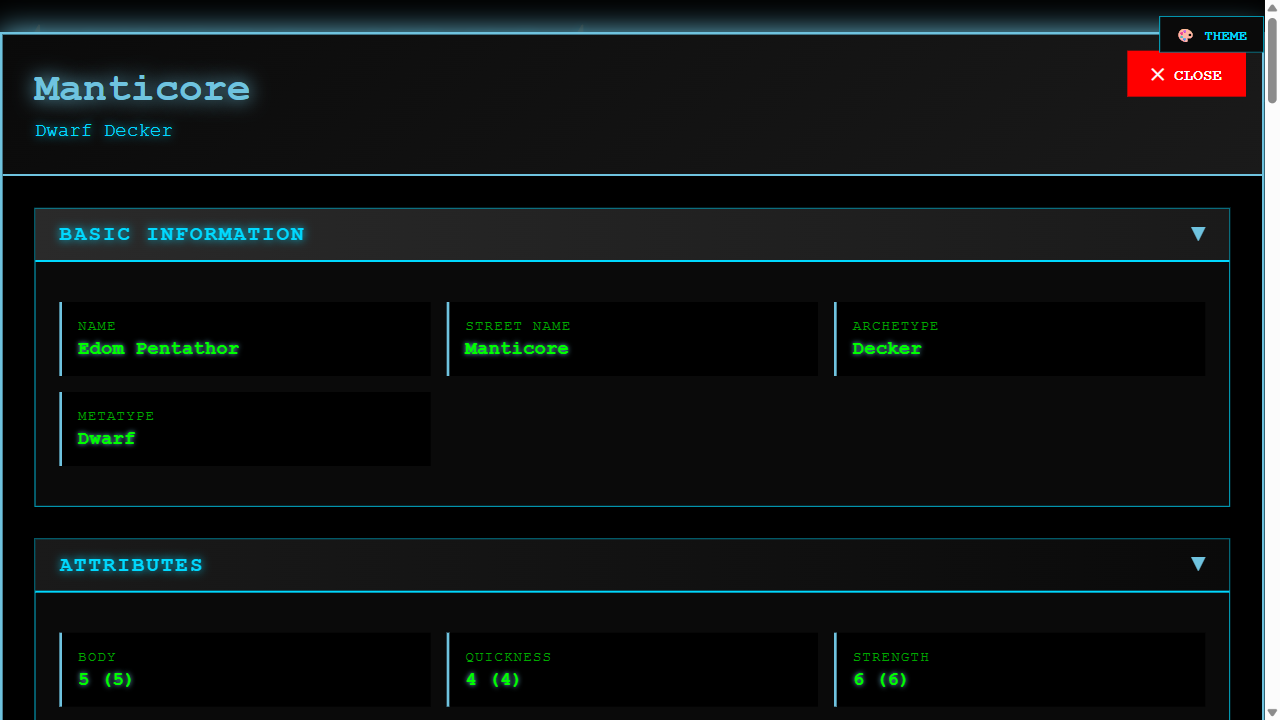 🎨 THEME
✕ CLOSE
Manticore
Dwarf Decker
BASIC INFORMATION ▼
NAME
Edom Pentathor
STREET NAME
Manticore
ARCHETYPE
Decker
METATYPE
Dwarf
ATTRIBUTES ▼
BODY
5 (5)
QUICKNESS
4 (4)
STRENGTH
6 (6)